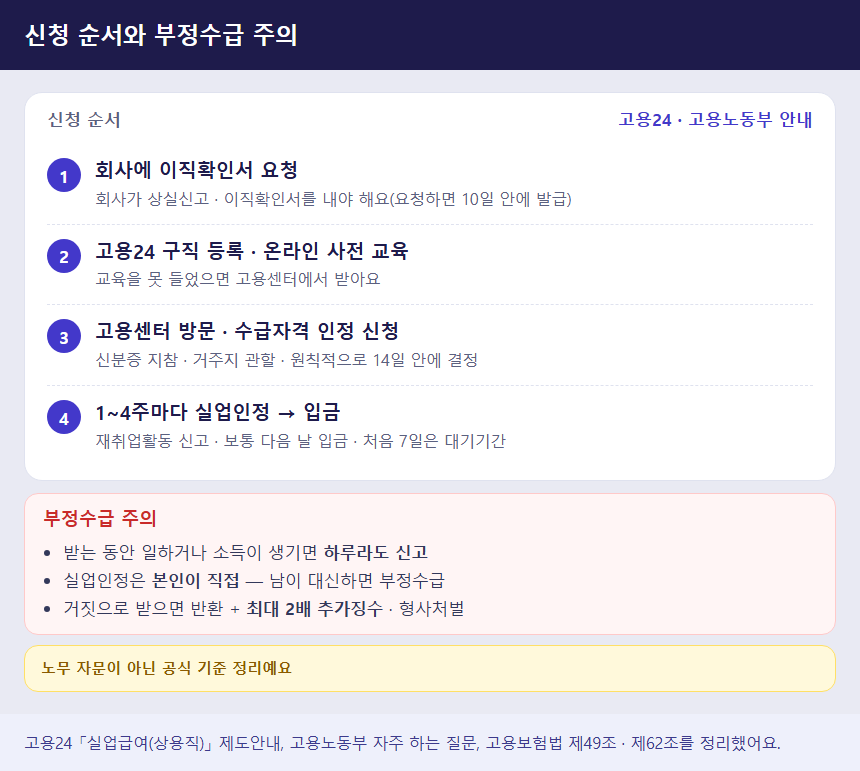 신청 순서와 부정수급 주의
신청 순서
고용24 · 고용노동부 안내
1
회사에 이직확인서 요청
회사가 상실신고 · 이직확인서를 내야 해요(요청하면 10일 안에 발급)
2
고용24 구직 등록 · 온라인 사전 교육
교육을 못 들었으면 고용센터에서 받아요
3
고용센터 방문 · 수급자격 인정 신청
신분증 지참 · 거주지 관할 · 원칙적으로 14일 안에 결정
4
1~4주마다 실업인정 → 입금
재취업활동 신고 · 보통 다음 날 입금 · 처음 7일은 대기기간
부정수급 주의
• 받는 동안 일하거나 소득이 생기면 하루라도 신고
• 실업인정은 본인이 직접 — 남이 대신하면 부정수급
• 거짓으로 받으면 반환 + 최대 2배 추가징수 · 형사처벌
노무 자문이 아닌 공식 기준 정리예요
고용24「실업급여(상용직)」제도안내, 고용노동부 자주 하는 질문, 고용보험법 제49조 · 제62조를 정리했어요.